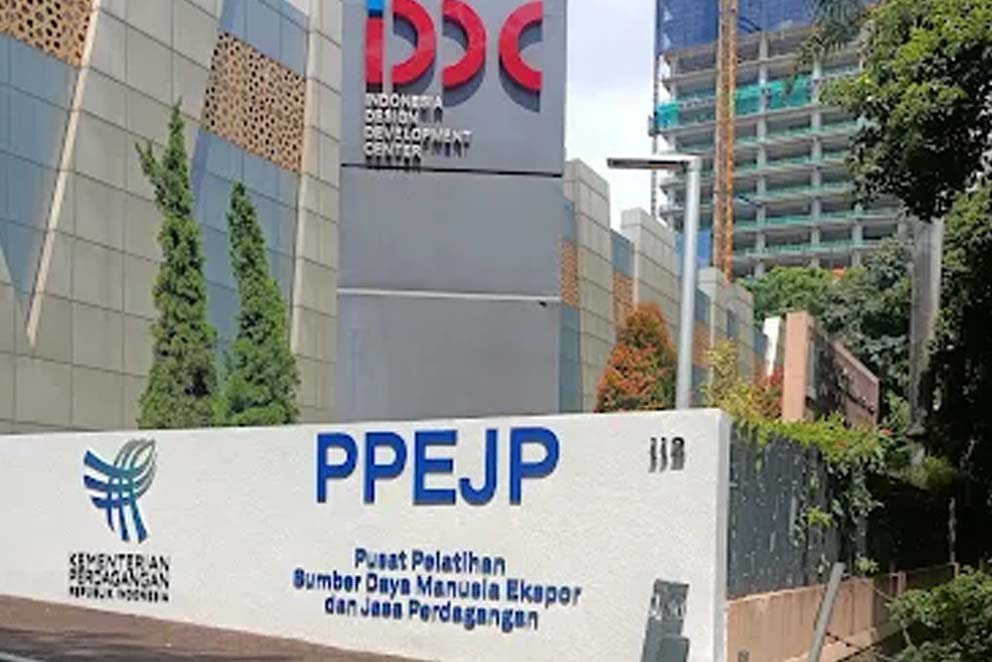 IDDC
INDONESIA
DESIGN
DEVELOPMENT
CENTER
PPEJP
118
KEMENTERIAN
PERDAGANGAN
REPUBLIK INDONESIA
Pusat Pelatihan
Sumber Daya Manusia Ekspor
dan Jasa Perdagangan